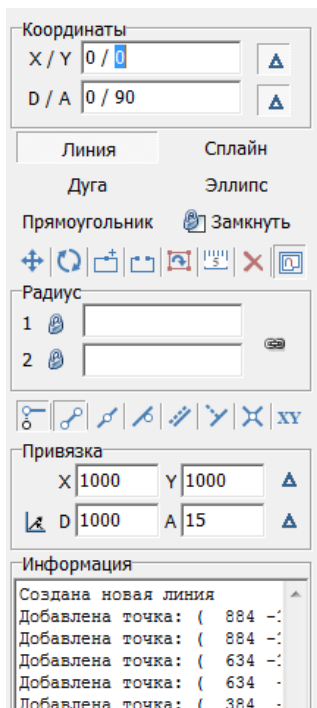 Координаты
X / Y 0 / 0
D / A 0 / 90
Линия Сплайн
Дуга Эллипс
Прямоугольник Замкнуть
5
Радиус
1
2
XY
Привязка
X 1000 Y 1000
D 1000 A 15
Информация
Создана новая линия
Добавлена точка: ( 884 -
Добавлена точка: ( 884 -
Добавлена точка: ( 634 -
Добавлена точка: ( 634 -
Добавлена точка: ( 384 -